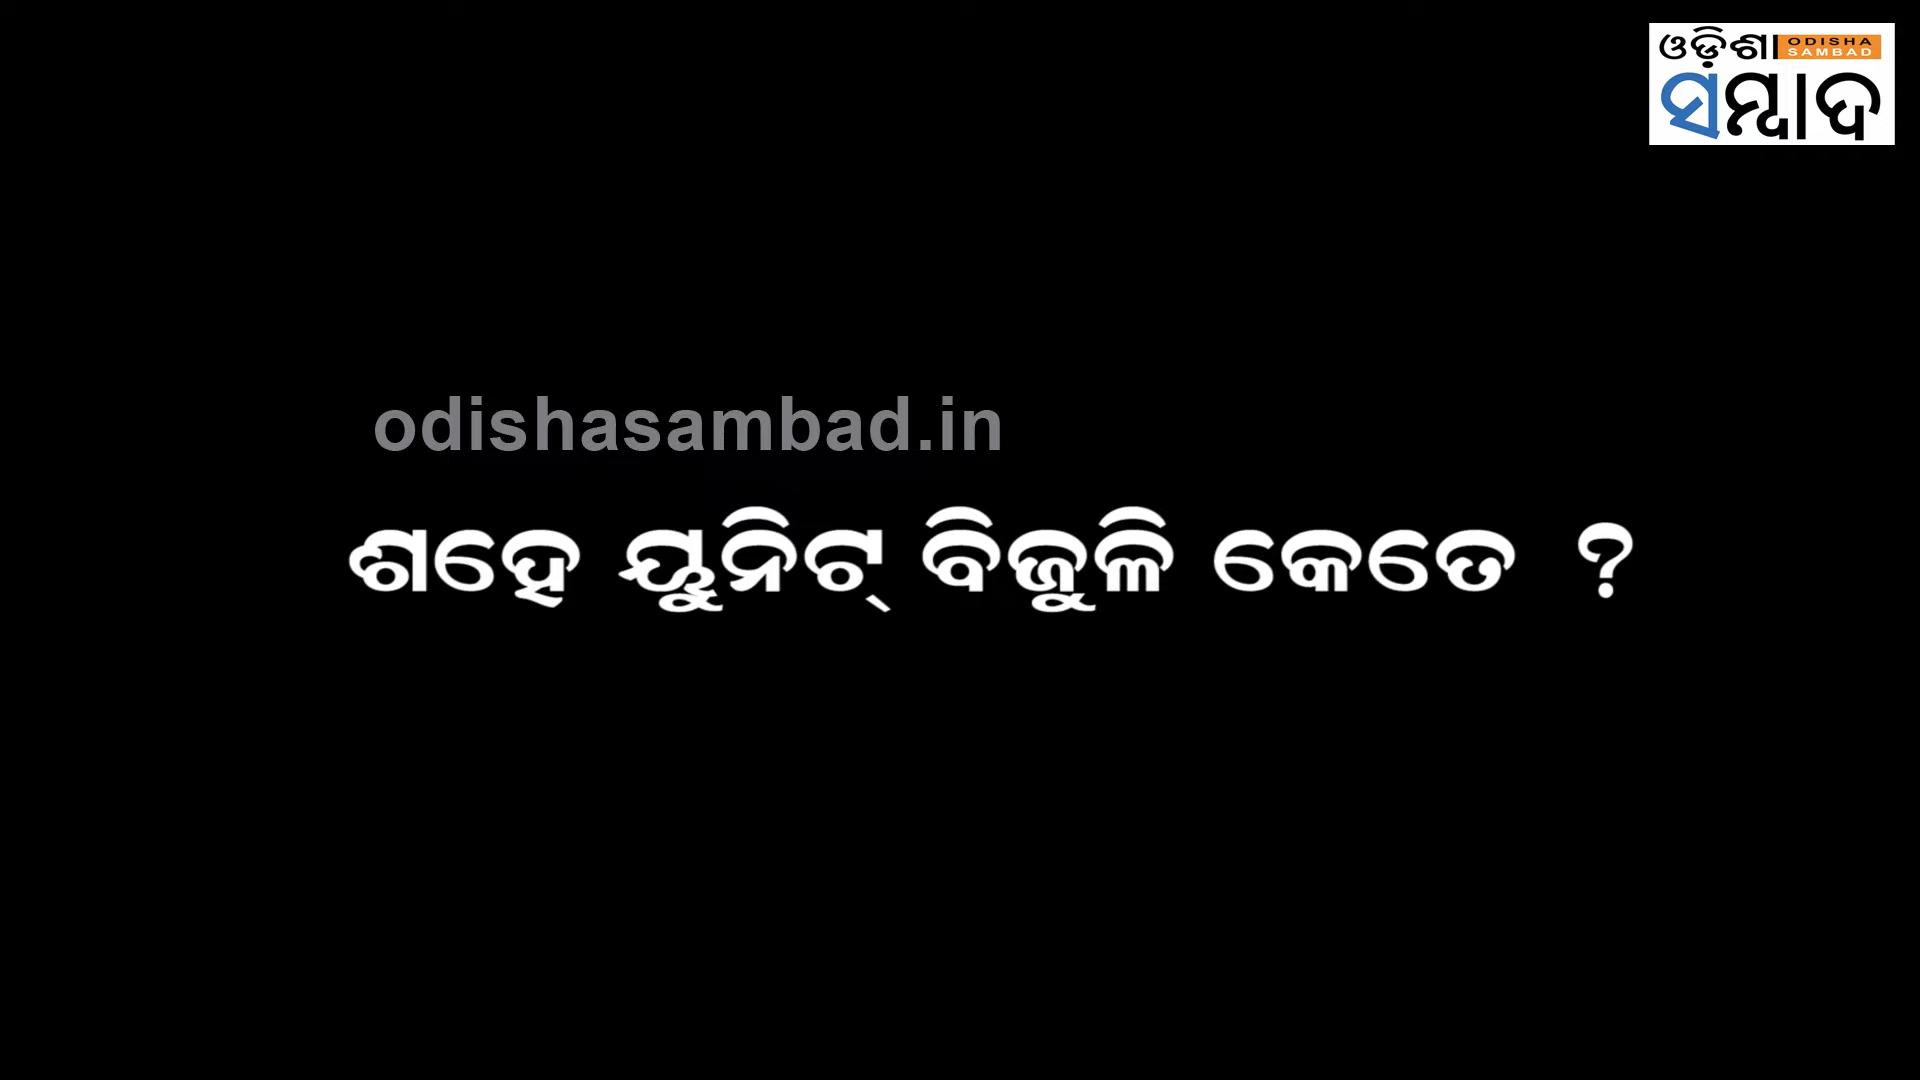 ଓଡ଼ିଶା ODISHA
SAMBAD
ସମ୍ବାଦ
odishasambad.in
ଶହେ ୟୁନିଟ୍ ବିଜୁଳି କେତେ ?